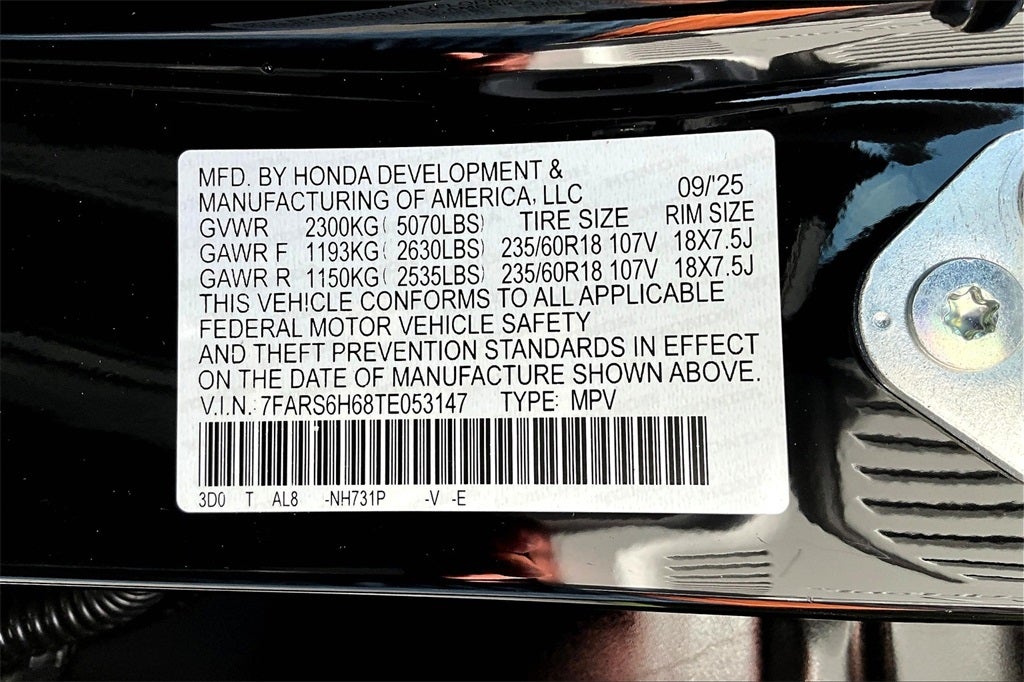 MFD. BY HONDA DEVELOPMENT &
MANUFACTURING OF AMERICA, LLC 09/'25
GVWR 2300KG( 5070LBS) TIRE SIZE RIM SIZE
GAWR F 1193KG( 2630LBS) 235/60R18 107V 18X7.5J
GAWR R 1150KG( 2535LBS) 235/60R18 107V 18X7.5J
THIS VEHICLE CONFORMS TO ALL APPLICABLE
FEDERAL MOTOR VEHICLE SAFETY
AND THEFT PREVENTION STANDARDS IN EFFECT
ON THE DATE OF MANUFACTURE SHOWN ABOVE.
V.I.N.: 7FARS6H68TE053147 TYPE: MPV
3D0 T AL8 -NH731P -V -E